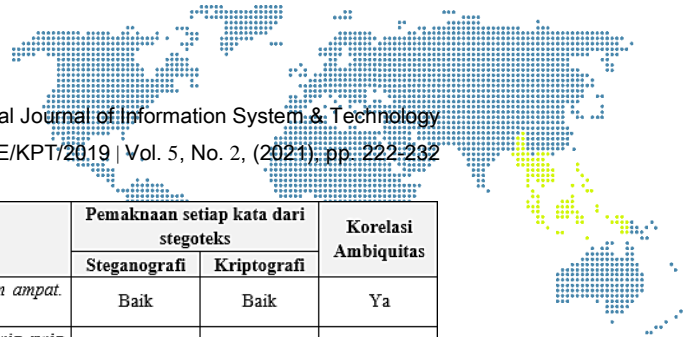 al Journal of Information System & Technology
E/KPT/2019 | Vol. 5, No. 2, (2021), pp. 222-232
Pemaknaan setiap kata dari stegoteks
Korelasi Ambiquitas
Steganografi Kriptografi
ampat.
Baik Baik Ya